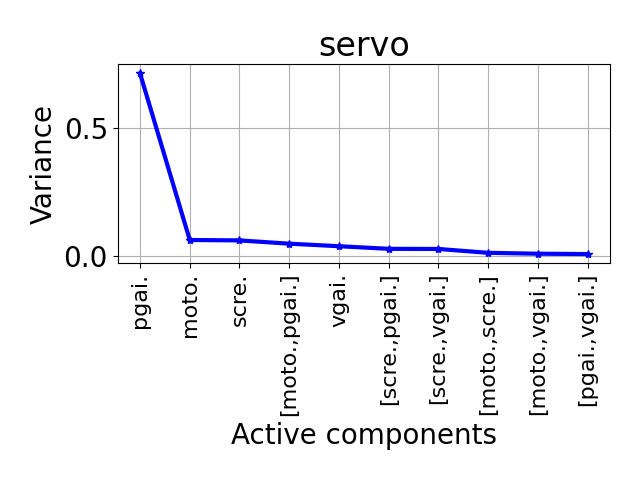 servo
Variance
0.5
0.0
pgai.
moto.
scre.
[moto.,pgai.]
vgai.
[scre.,pgai.]
[scre.,vgai.]
[moto.,scre.]
[moto.,vgai.]
[pgai.,vgai.]
Active components